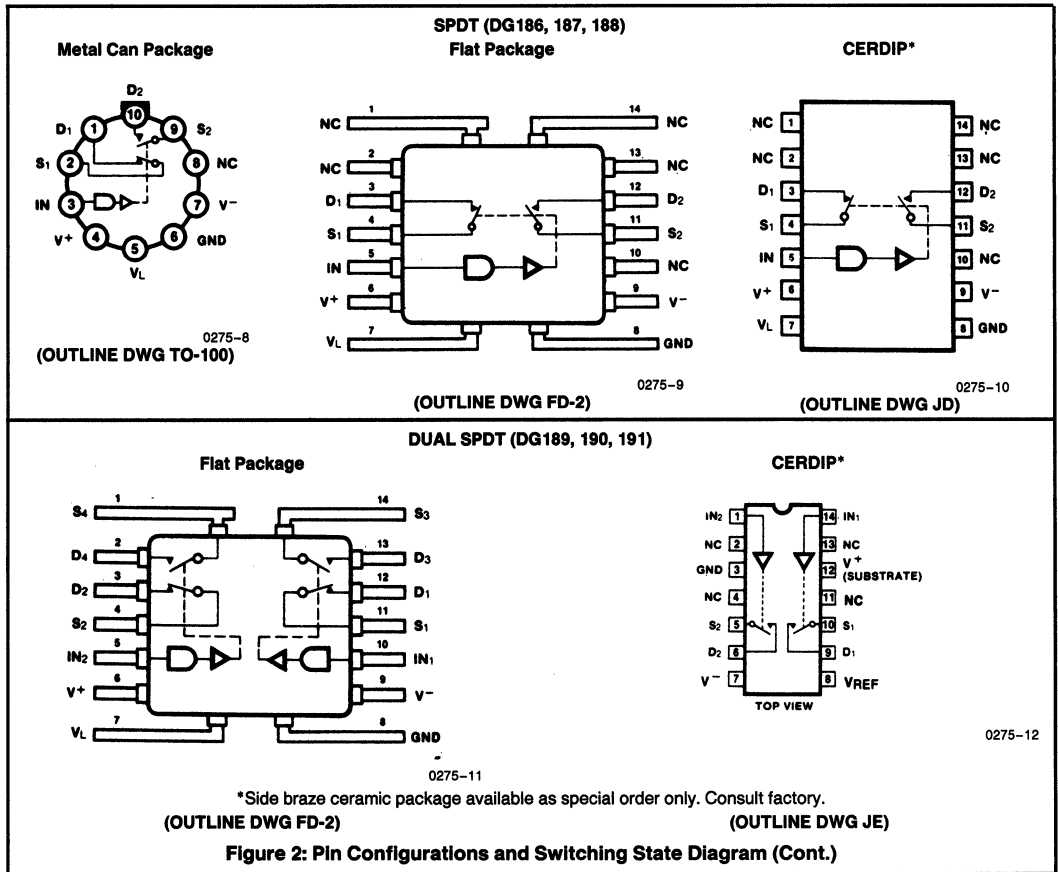 SPDT (DG186, 187, 188)
Metal Can Package
D2
10
D1 1
9 S2
S1 2
8 NC
IN 3
7 V−
V+ 4
5
VL
6 GND
0275-8
(OUTLINE DWG TO-100)
Flat Package
1
NC
14
NC
2
NC
13
NC
3
D1
12
D2
4
S1
11
S2
5
IN
10
NC
6
V+
9
V−
7
VL
8
GND
0275-9
(OUTLINE DWG FD-2)
CERDIP*
NC 1
14 NC
NC 2
13 NC
D1 3
12 D2
S1 4
11 S2
IN 5
10 NC
V+ 6
9 V−
VL 7
8 GND
0275-10
(OUTLINE DWG JD)
DUAL SPDT (DG189, 190, 191)
Flat Package
1
S4
14
S3
2
D4
13
D3
3
D2
12
D1
4
S2
11
S1
5
IN2
10
IN1
6
V+
9
V−
7
VL
8
GND
0275-11
CERDIP*
IN2 1
14 IN1
NC 2
13 NC
GND 3
12 V+
(SUBSTRATE)
NC 4
11 NC
S2 5
10 S1
D2 6
9 D1
V− 7
8 VREF
TOP VIEW
0275-12
*Side braze ceramic package available as special order only. Consult factory.
(OUTLINE DWG FD-2)
(OUTLINE DWG JE)
Figure 2: Pin Configurations and Switching State Diagram (Cont.)